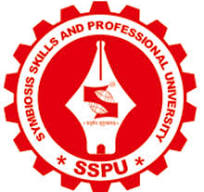 SYMBIOSIS SKILLS AND PROFESSIONAL UNIVERSITY
* SSPU *